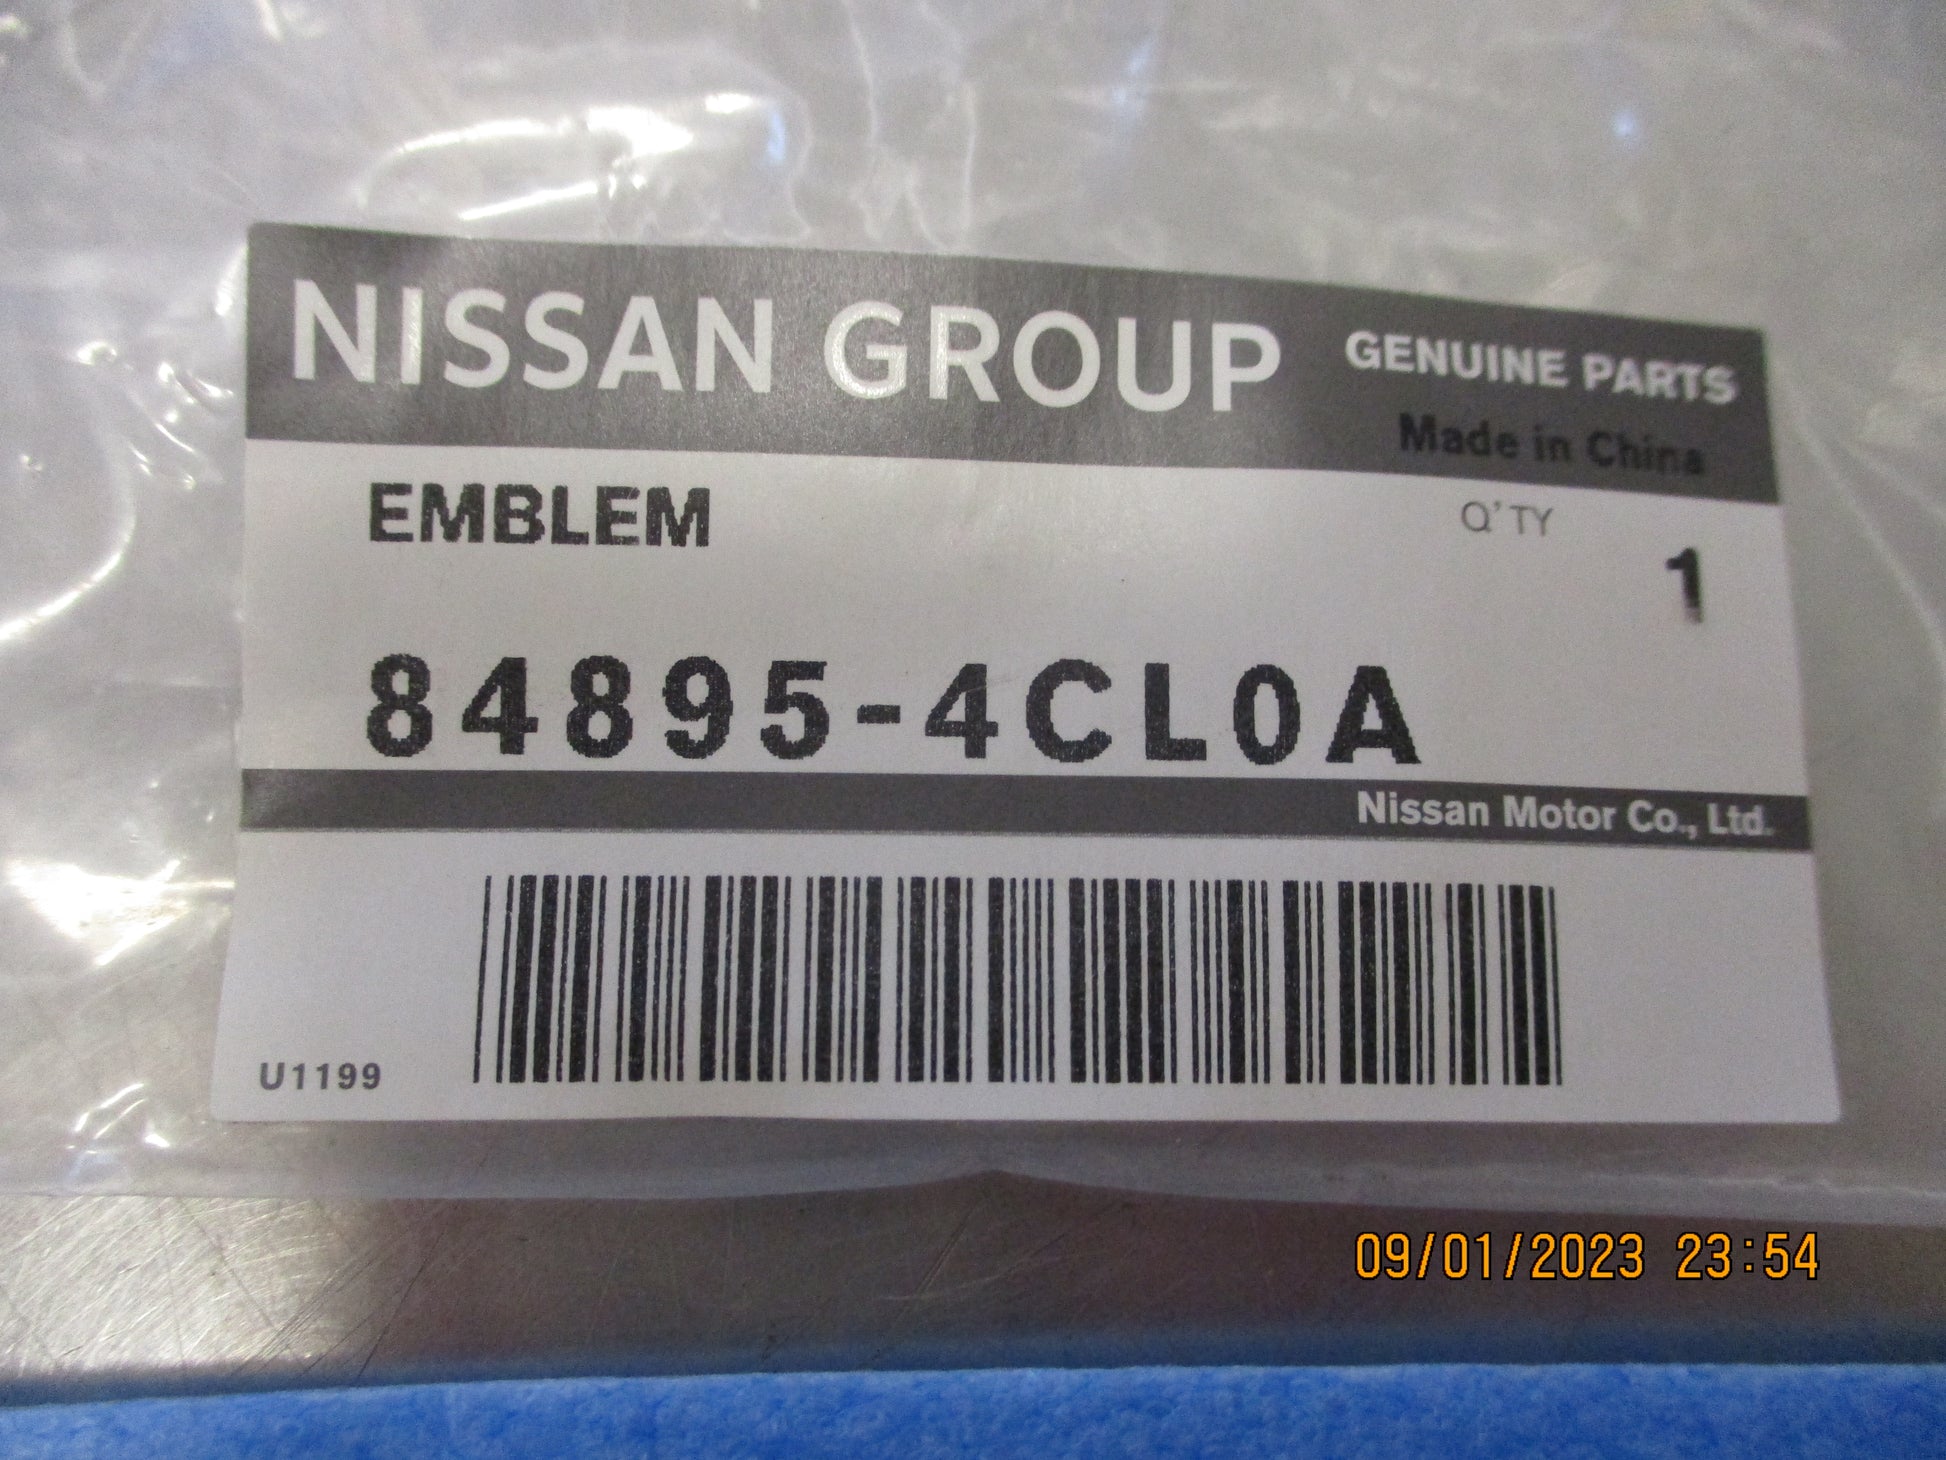 NISSAN GROUP GENUINE PARTS
Made in China
EMBLEM
Q'TY
1
84895-4CL0A
Nissan Motor Co., Ltd.
U1199
09/01/2023 23:54